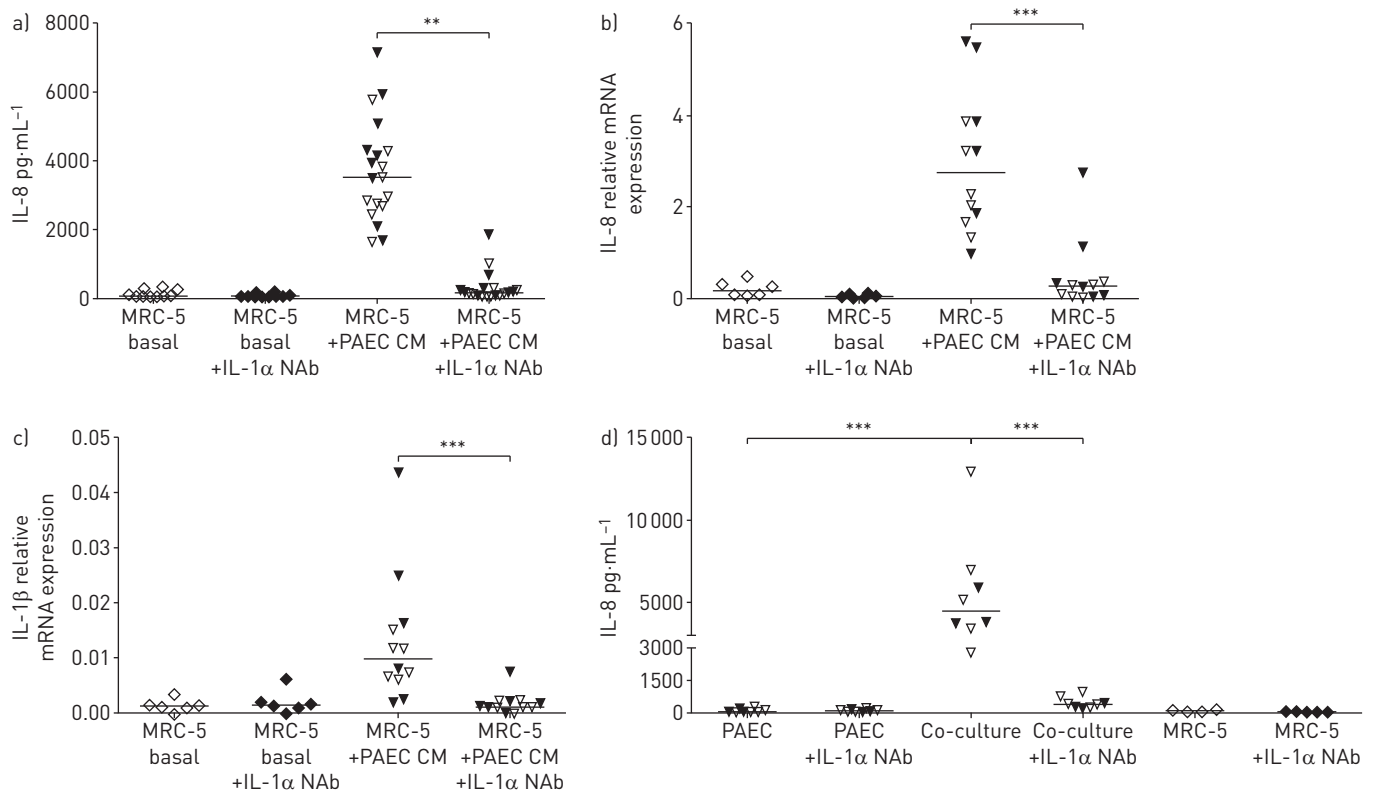 a)
8000
6000
4000
2000
0
IL-8 pg·mL⁻¹
**
MRC-5
basal
MRC-5
basal
+IL-1α NAb
MRC-5
+PAEC CM
MRC-5
+PAEC CM
+IL-1α NAb
b)
6
4
2
0
IL-8 relative mRNA
expression
***
MRC-5
basal
MRC-5
basal
+IL-1α NAb
MRC-5
+PAEC CM
MRC-5
+PAEC CM
+IL-1α NAb
c)
0.05
0.04
0.03
0.02
0.01
0.00
IL-1β relative
mRNA expression
***
MRC-5
basal
MRC-5
basal
+IL-1α NAb
MRC-5
+PAEC CM
MRC-5
+PAEC CM
+IL-1α NAb
d)
15 000
10 000
5000
3000
1500
0
IL-8 pg·mL⁻¹
***
***
PAEC
PAEC
+IL-1α NAb
Co-culture
Co-culture
+IL-1α NAb
MRC-5
MRC-5
+IL-1α NAb